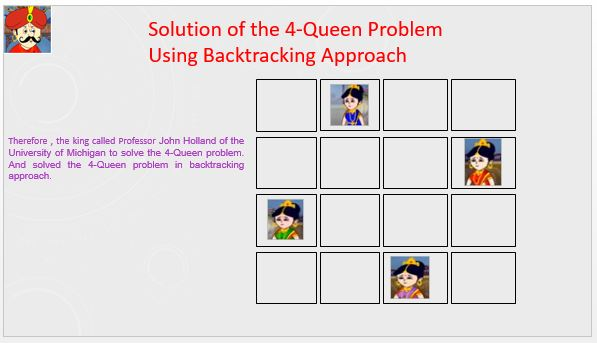 Solution of the 4-Queen Problem
Using Backtracking Approach
Therefore , the king called Professor John Holland of the
University of Michigan to solve the 4-Queen problem.
And solved the 4-Queen problem in backtracking
approach.